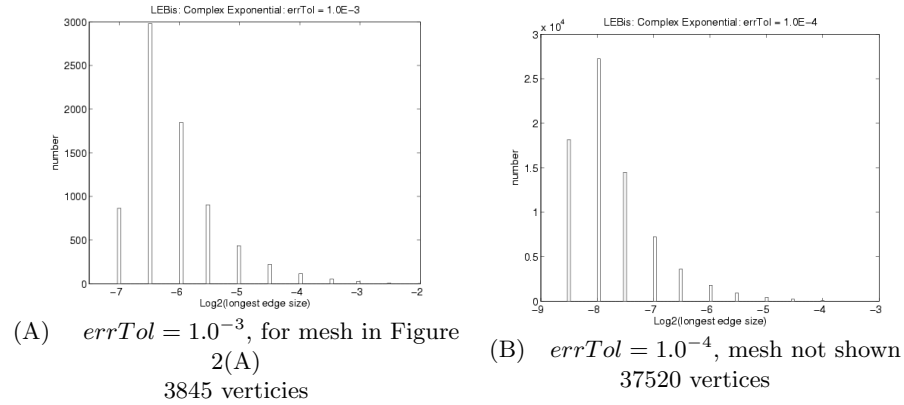 LEBis: Complex Exponential: errTol = 1.0E−3
3000
2500
2000
1500
1000
500
0
number
−7 −6 −5 −4 −3 −2
Log2(longest edge size)
(A) errTol = 1.0⁻³, for mesh in Figure
2(A)
3845 verticies
LEBis: Complex Exponential: errTol = 1.0E−4
x 10⁴
3
2.5
2
1.5
1
0.5
0
number
−9 −8 −7 −6 −5 −4 −3
Log2(longest edge size)
(B) errTol = 1.0⁻⁴, mesh not shown
37520 vertices